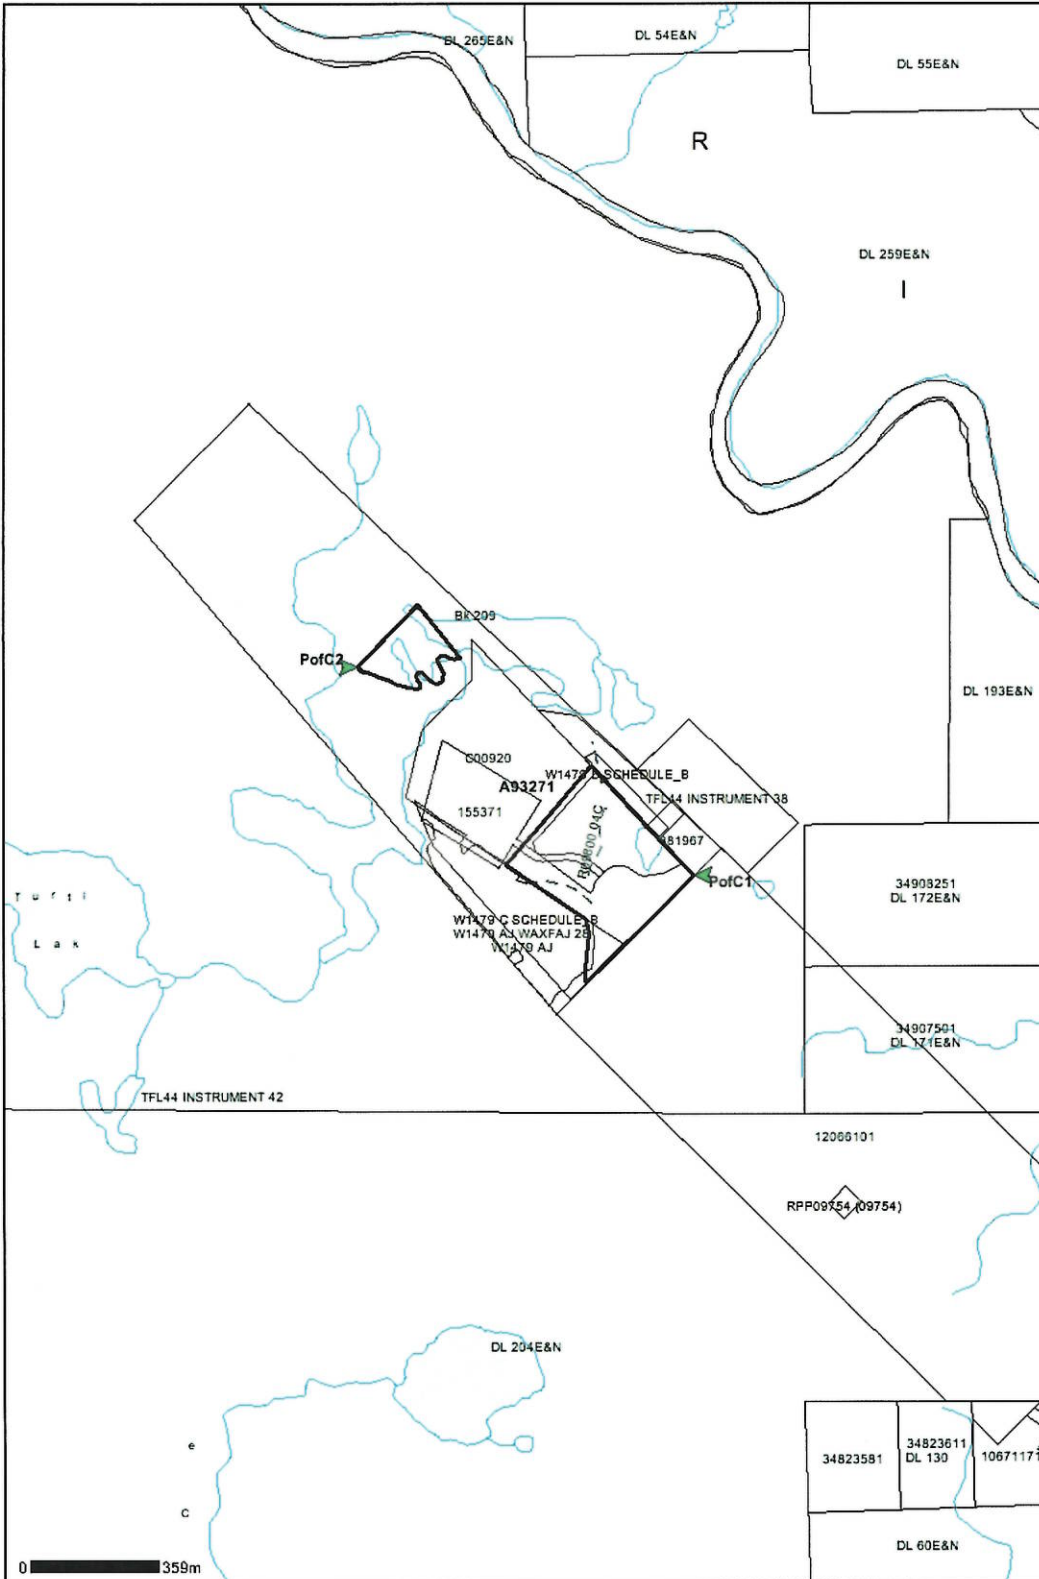 DL 265E&N
DL 54E&N
DL 55E&N
R
DL 259E&N
I
Bk 209
PofC2
DL 193E&N
C00920
W1479 B SCHEDULE_B
A93271
TFL44 INSTRUMENT 38
155371
PofC1
34908251
DL 172E&N
T u f t i
L a k
W1479 C SCHEDULE_B
W1479 AJ WAXFAJ 28
W1479 AJ
34907501
DL 171E&N
TFL44 INSTRUMENT 42
12066101
RPP09754 (09754)
DL 204E&N
e
C
34823581
34823611
DL 130
10671171
DL 60E&N
0 359m